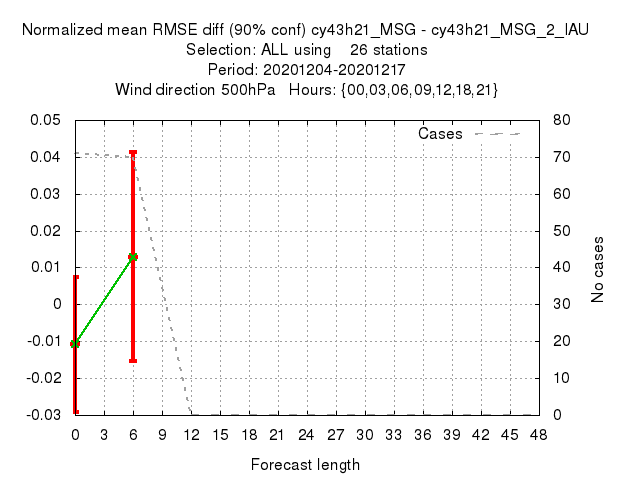 Normalized mean RMSE diff (90% conf) cy43h21_MSG - cy43h21_MSG_2_IAU
Selection: ALL using 26 stations
Period: 20201204-20201217
Wind direction 500hPa Hours: {00,03,06,09,12,18,21}
0.05 80
Cases
0.04 70
0.03 60
0.02 50
0.01 40
0 30
-0.01 20
-0.02 10
-0.03 0
No cases
0 3 6 9 12 15 18 21 24 27 30 33 36 39 42 45 48
Forecast length